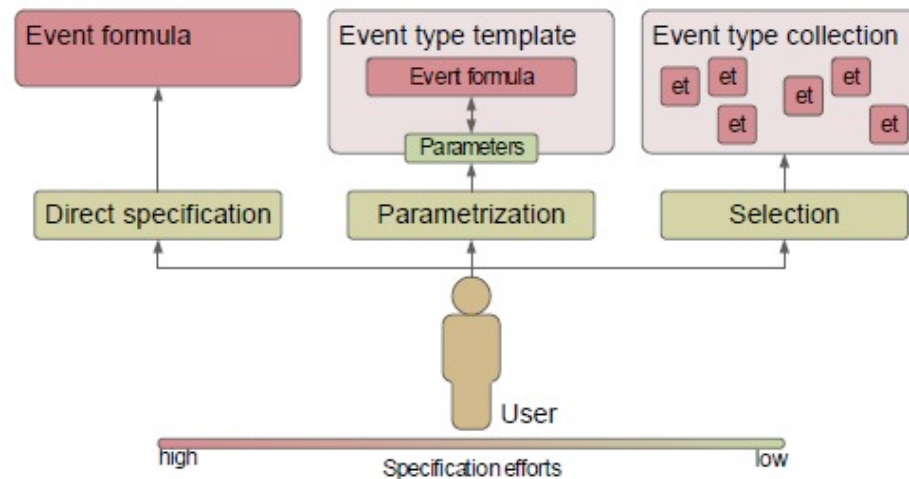 Event formula
Event type template
Event type collection
Evert formula
et
et
et
et
et
et
Parameters
Direct specification
Parametrization
Selection
User
high
low
Specification efforts